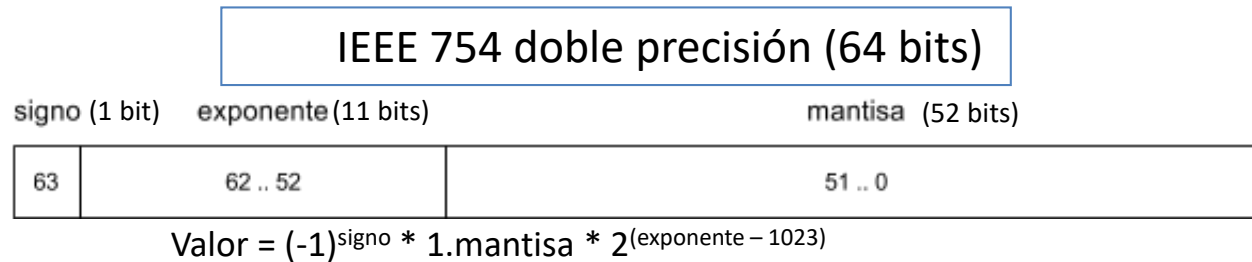 IEEE 754 doble precisión (64 bits)
signo (1 bit) exponente (11 bits) mantisa (52 bits)
63 62 .. 52 51 .. 0
Valor = (-1)^signo * 1.mantisa * 2^(exponente – 1023)